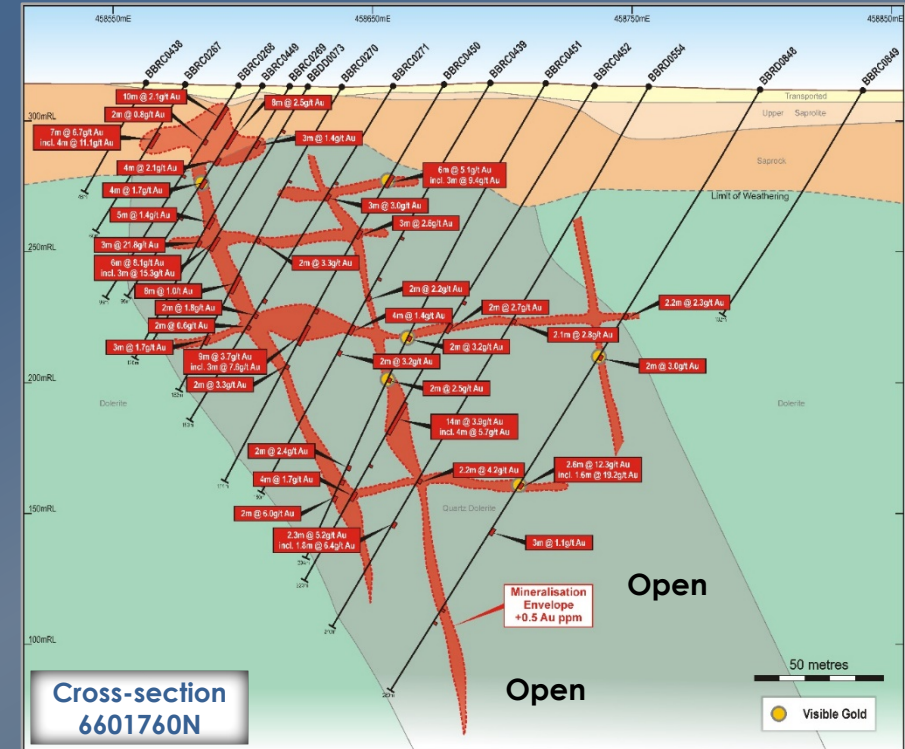 458550mE
458650mE
458750mE
458850mE
BBRC0438
BBRC0267
BBRC0268
BBRC0449
BBRC0269
BBDD0073
BBRC0270
BBRC0271
BBRC0450
BBRC0439
BBRC0451
BBRC0452
BBRD0554
BBRD0848
BBRC0849
Transported
Upper Saprolite
Saprock
Limit of Weathering
300mRL
250mRL
200mRL
150mRL
100mRL
10m @ 2.1g/t Au
2m @ 0.8g/t Au
7m @ 6.7g/t Au
incl. 4m @ 11.1g/t Au
8m @ 2.5g/t Au
3m @ 1.4g/t Au
4m @ 2.1g/t Au
4m @ 1.7g/t Au
6m @ 5.1g/t Au
incl. 3m @ 9.4g/t Au
3m @ 3.0g/t Au
5m @ 1.4g/t Au
3m @ 2.6g/t Au
3m @ 21.8g/t Au
6m @ 8.1g/t Au
incl. 3m @ 15.3g/t Au
2m @ 3.3g/t Au
8m @ 1.0g/t Au
2m @ 2.2g/t Au
2m @ 1.8g/t Au
2m @ 0.6g/t Au
4m @ 1.4g/t Au
2m @ 2.7g/t Au
2.2m @ 2.3g/t Au
2.1m @ 2.8g/t Au
3m @ 1.7g/t Au
9m @ 3.7g/t Au
incl. 3m @ 7.6g/t Au
2m @ 3.2g/t Au
2m @ 3.2g/t Au
2m @ 3.0g/t Au
2m @ 3.3g/t Au
2m @ 2.5g/t Au
14m @ 3.9g/t Au
incl. 4m @ 5.7g/t Au
2m @ 2.4g/t Au
4m @ 1.7g/t Au
2.2m @ 4.2g/t Au
2.6m @ 12.3g/t Au
incl. 1.6m @ 19.2g/t Au
2m @ 6.0g/t Au
2.3m @ 5.2g/t Au
incl. 1.8m @ 6.4g/t Au
3m @ 1.1g/t Au
Dolerite
Quartz Dolerite
Dolerite
Mineralisation
Envelope
+0.5 Au ppm
Open
Open
50 metres
Visible Gold
Cross-section
6601760N